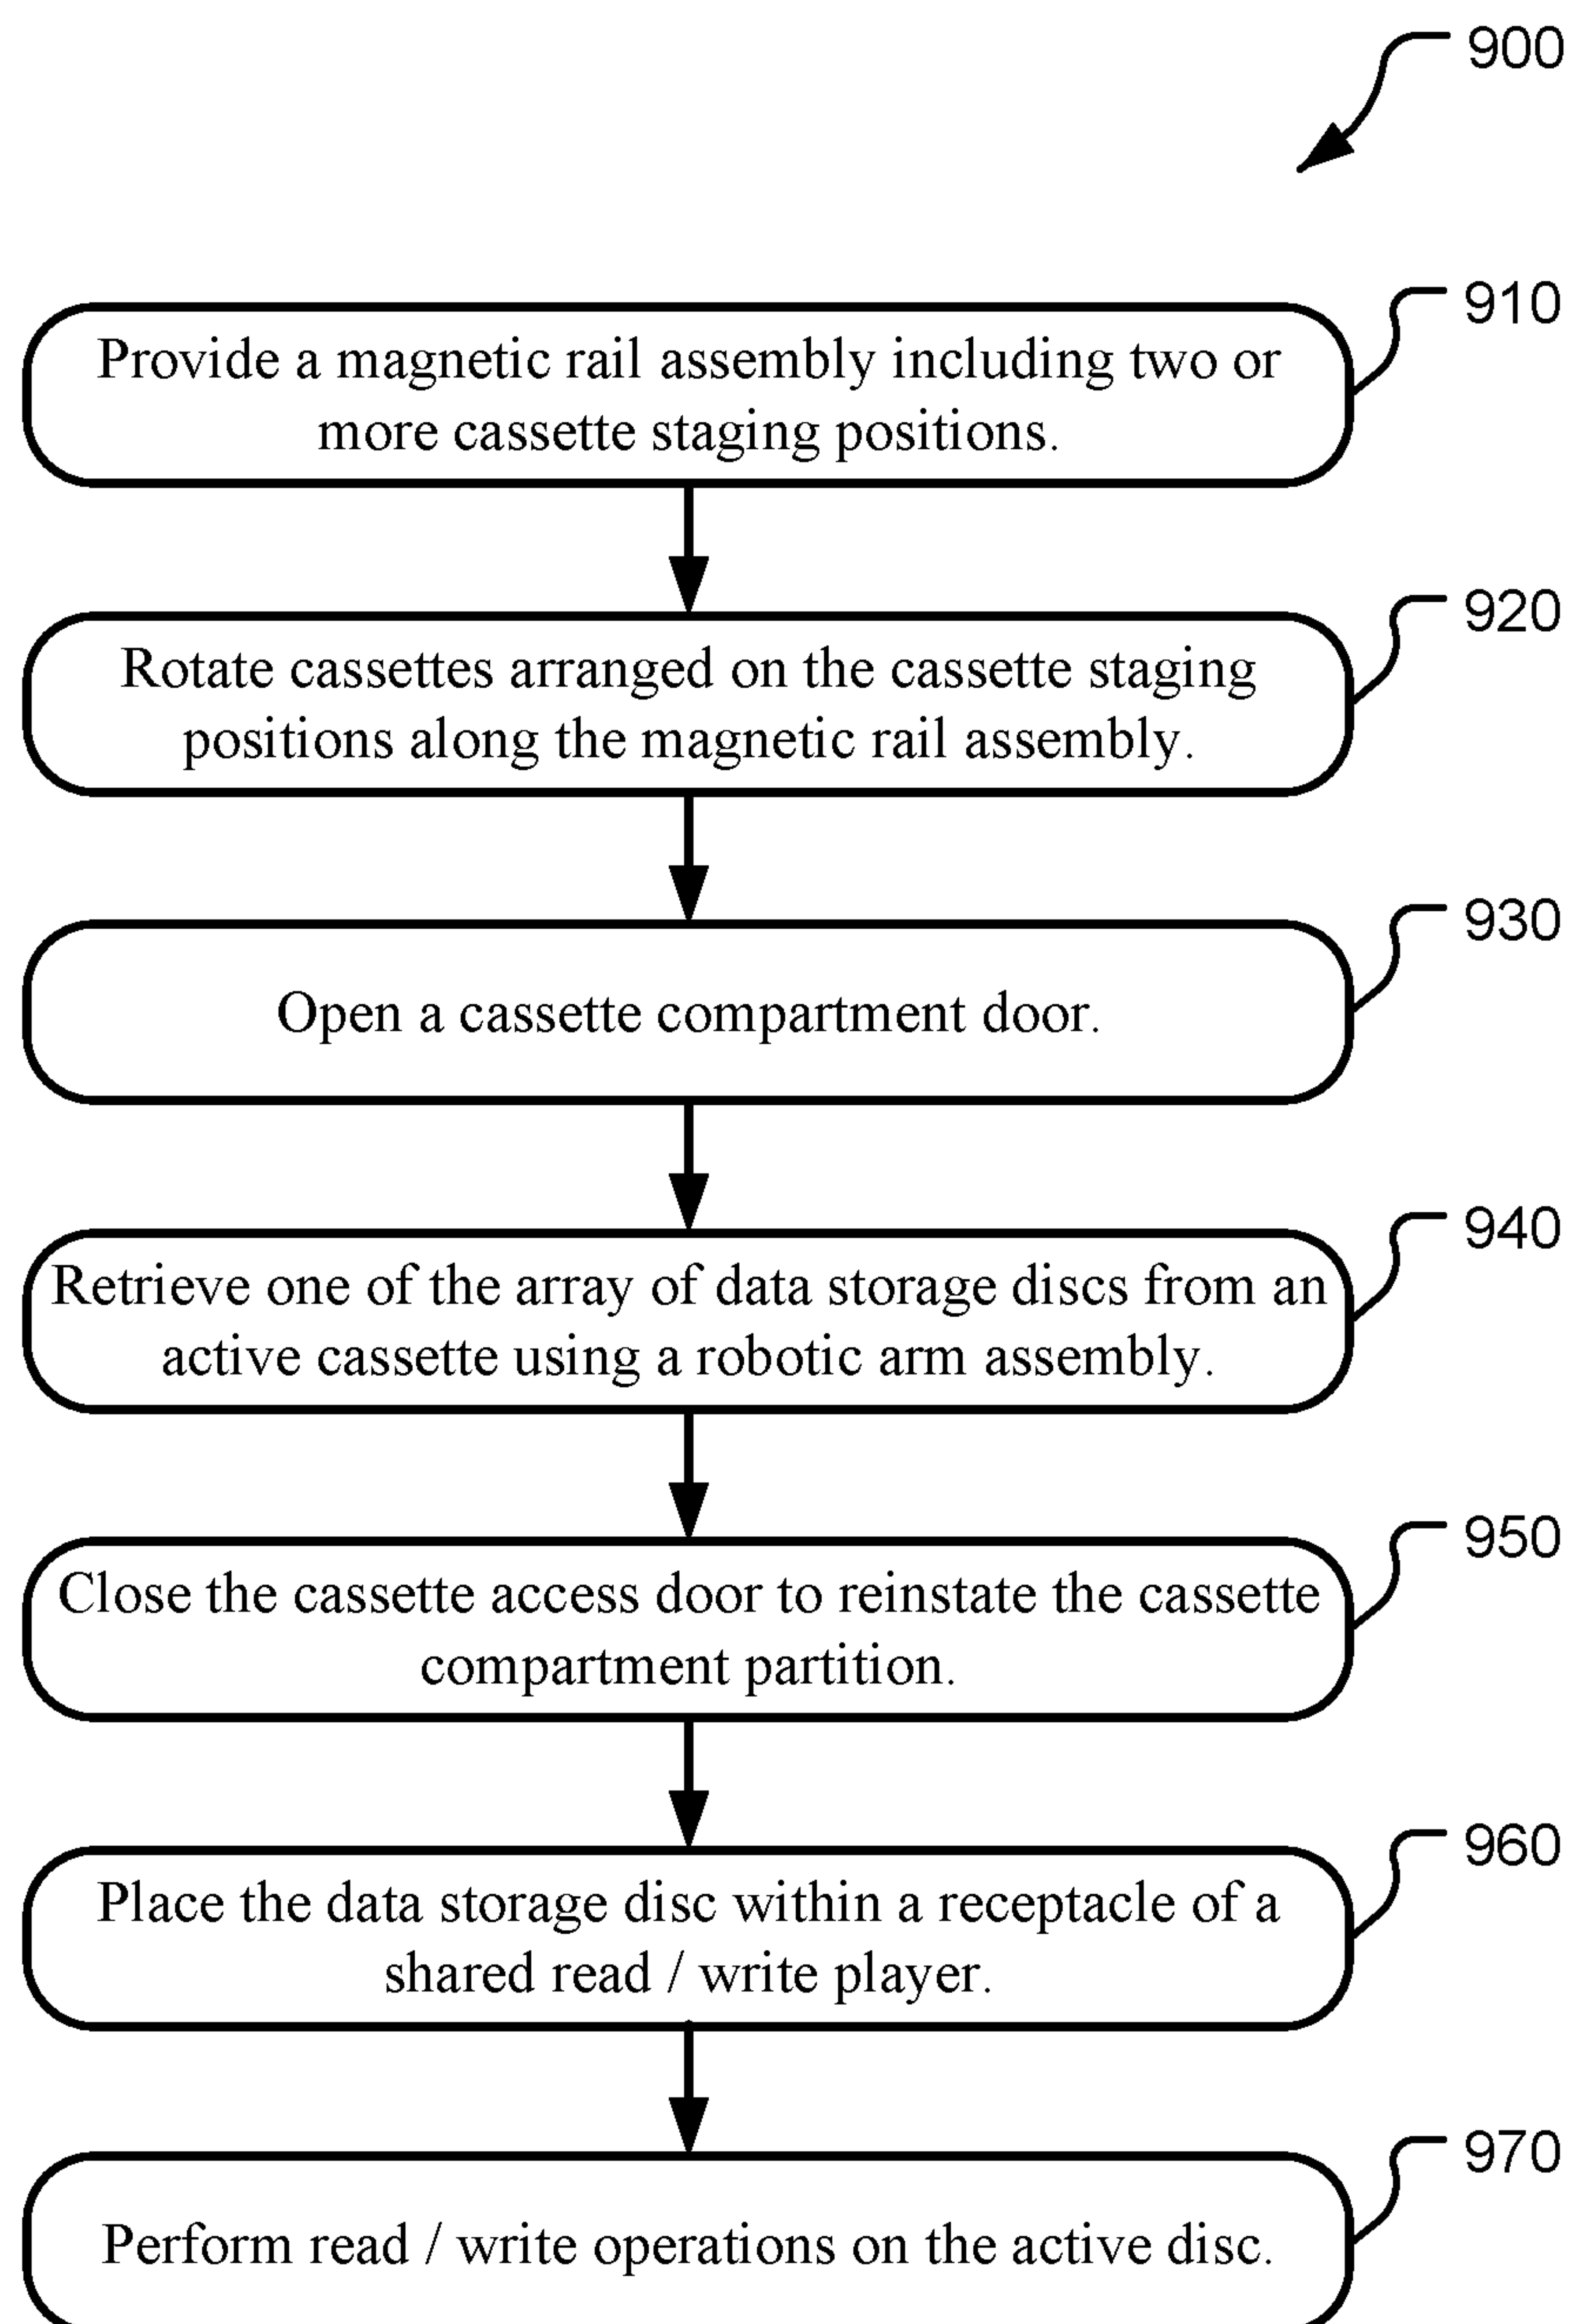 900
910
Provide a magnetic rail assembly including two or
more cassette staging positions.
920
Rotate cassettes arranged on the cassette staging
positions along the magnetic rail assembly.
930
Open a cassette compartment door.
940
Retrieve one of the array of data storage discs from an
active cassette using a robotic arm assembly.
950
Close the cassette access door to reinstate the cassette
compartment partition.
960
Place the data storage disc within a receptacle of a
shared read / write player.
970
Perform read / write operations on the active disc.